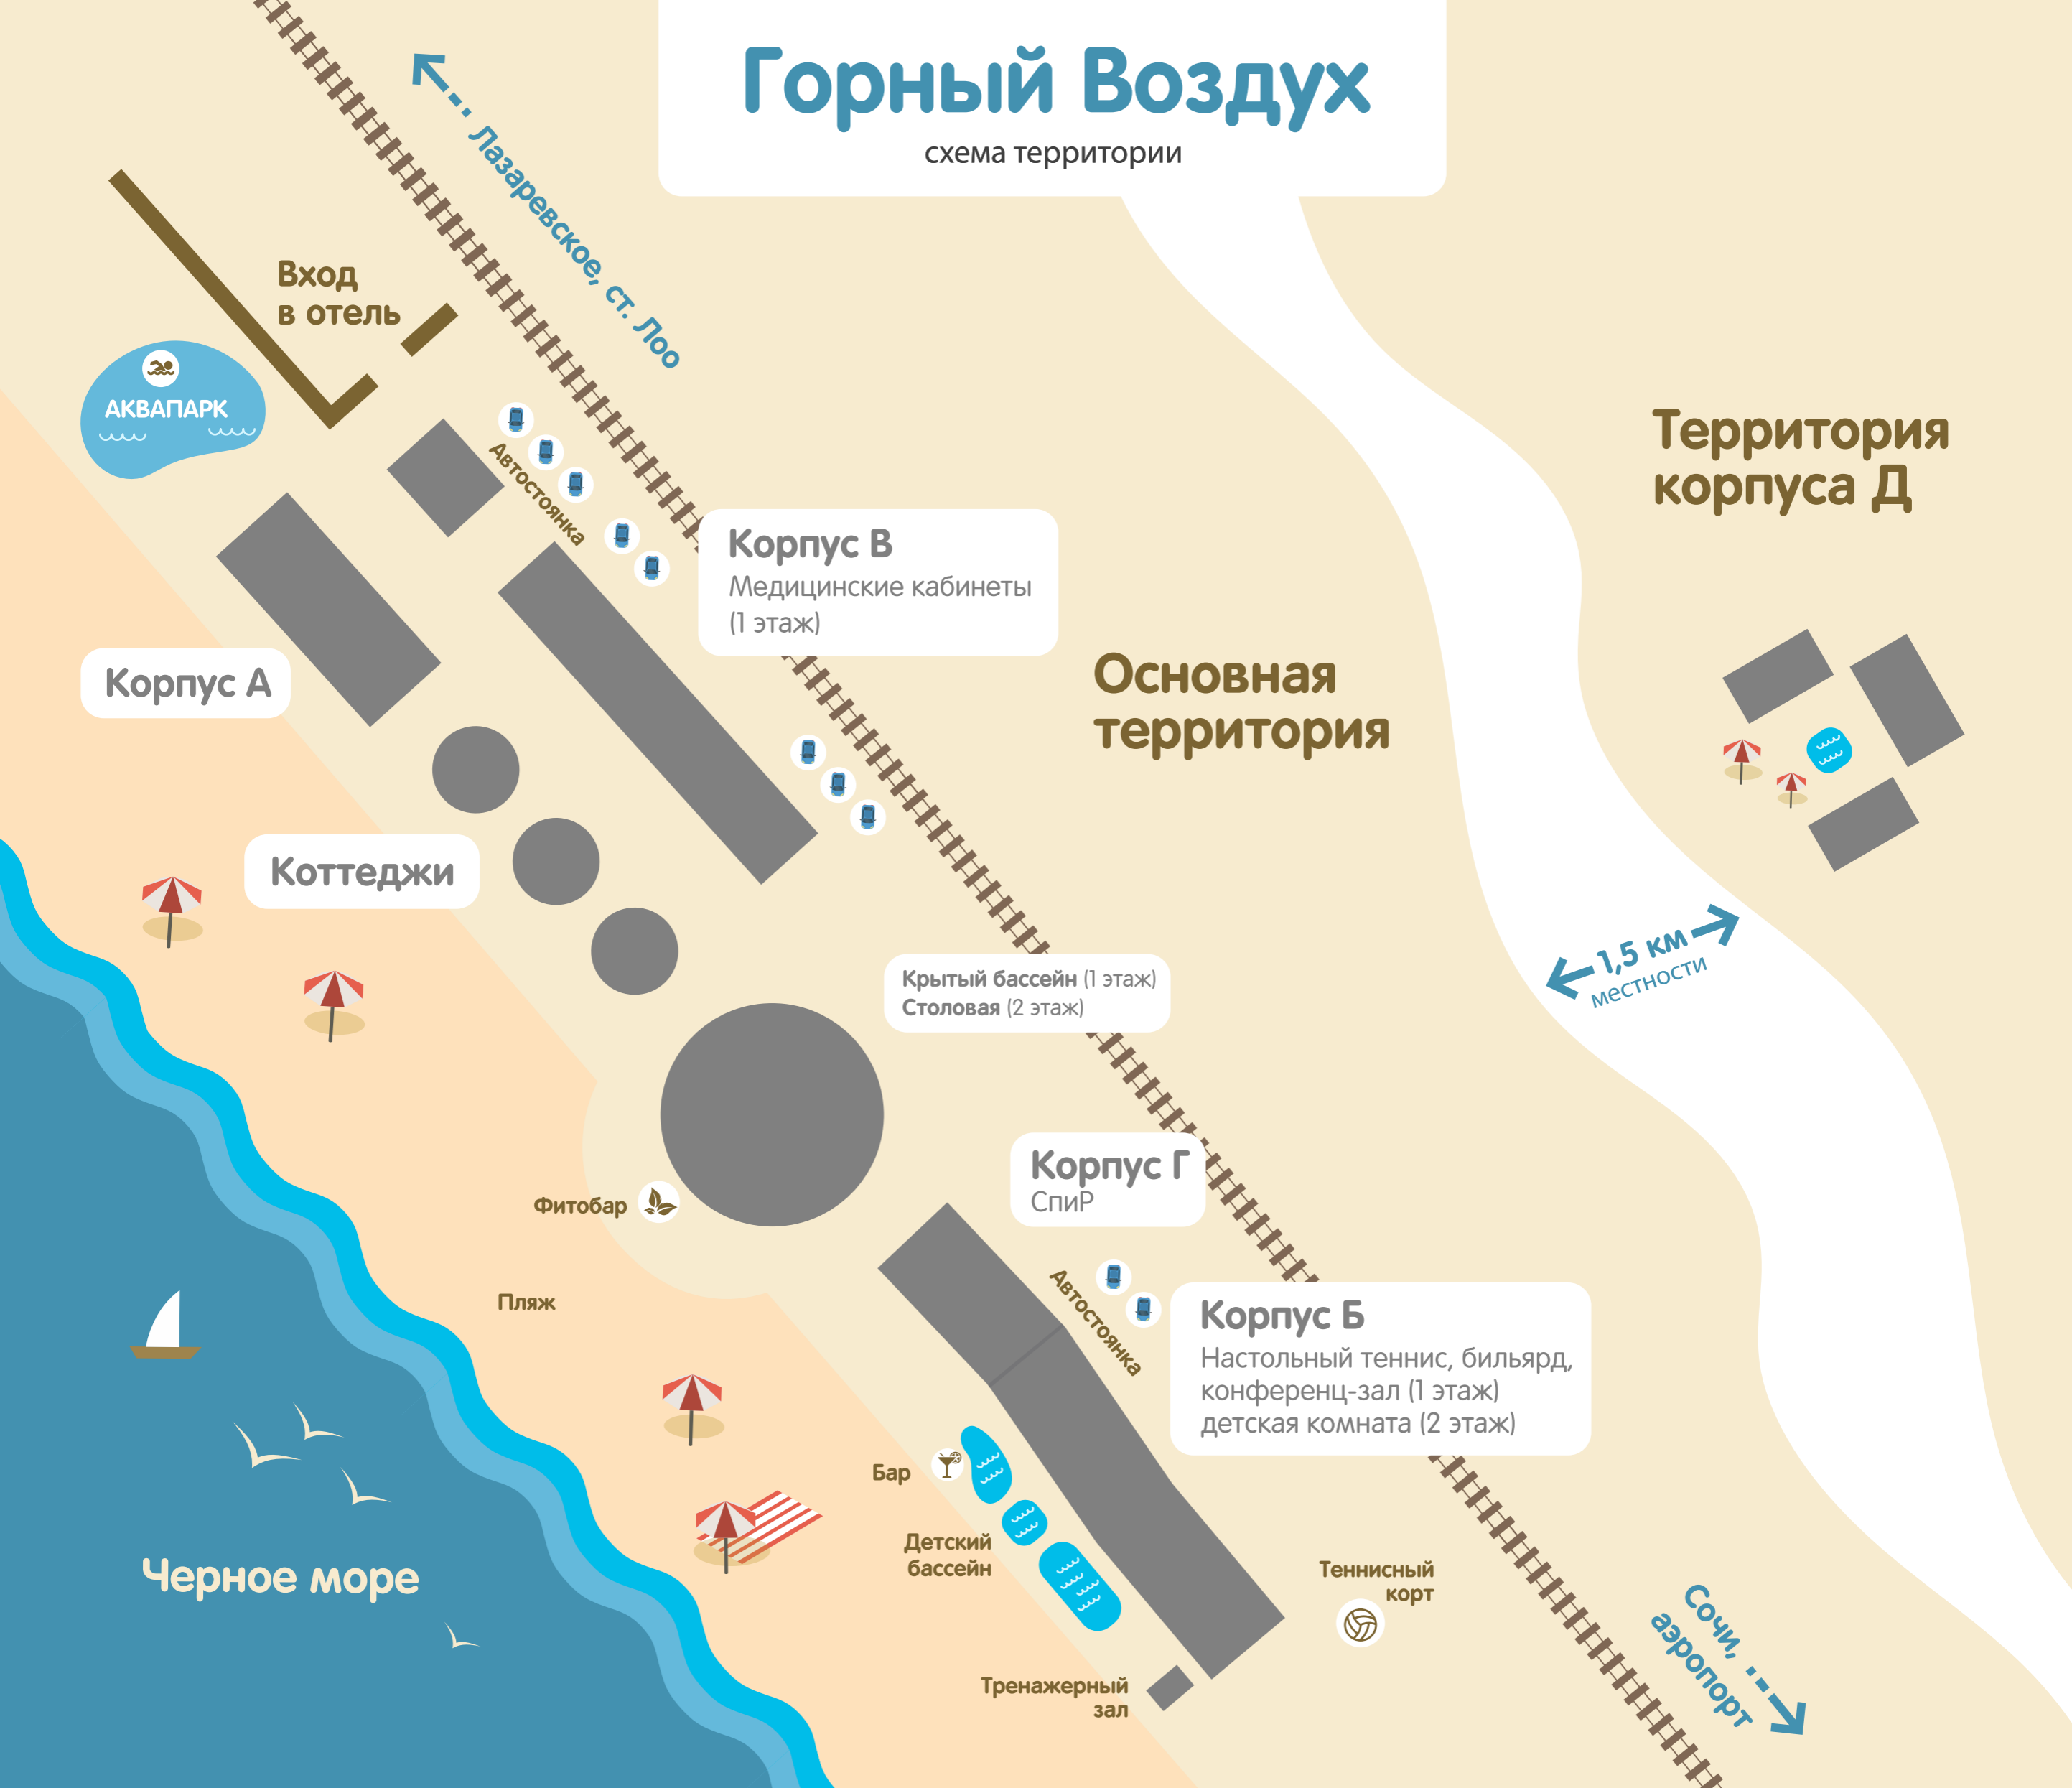 Горный Воздух
схема территории
Лазаревское, ст. Лоо
Вход
в отель
АКВАПАРК
Автостоянка
Территория
корпуса Д
Корпус В
Медицинские кабинеты
(1 этаж)
Корпус А
Основная
территория
Коттеджи
1,5 км
местности
Крытый бассейн (1 этаж)
Столовая (2 этаж)
Корпус Г
СпиР
Фитобар
Пляж
Автостоянка
Корпус Б
Настольный теннис, бильярд,
конференц-зал (1 этаж)
детская комната (2 этаж)
Бар
Детский
бассейн
Черное море
Теннисный
корт
Тренажерный
зал
Сочи,
аэропорт